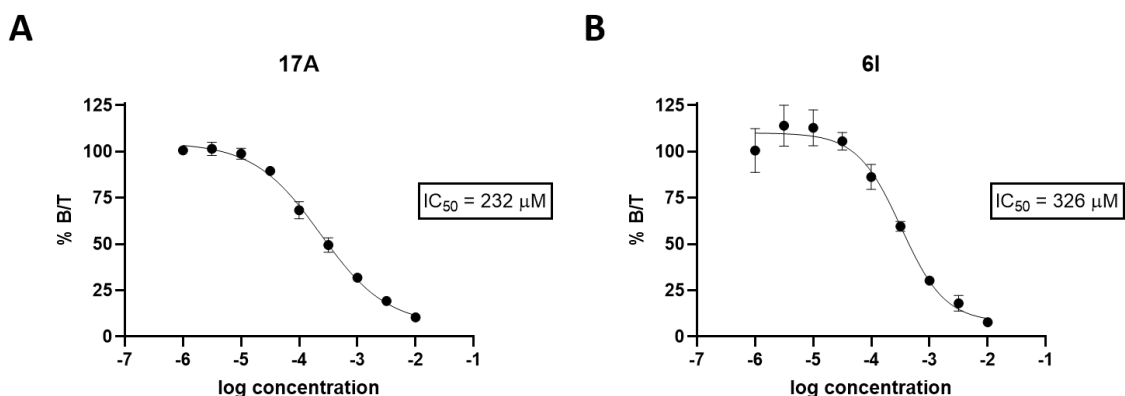 A
17A
% B/T
125
100
75
50
25
0
-7 -6 -5 -4 -3 -2 -1
log concentration
IC₅₀ = 232 μM
B
6I
% B/T
125
100
75
50
25
0
-7 -6 -5 -4 -3 -2 -1
log concentration
IC₅₀ = 326 μM